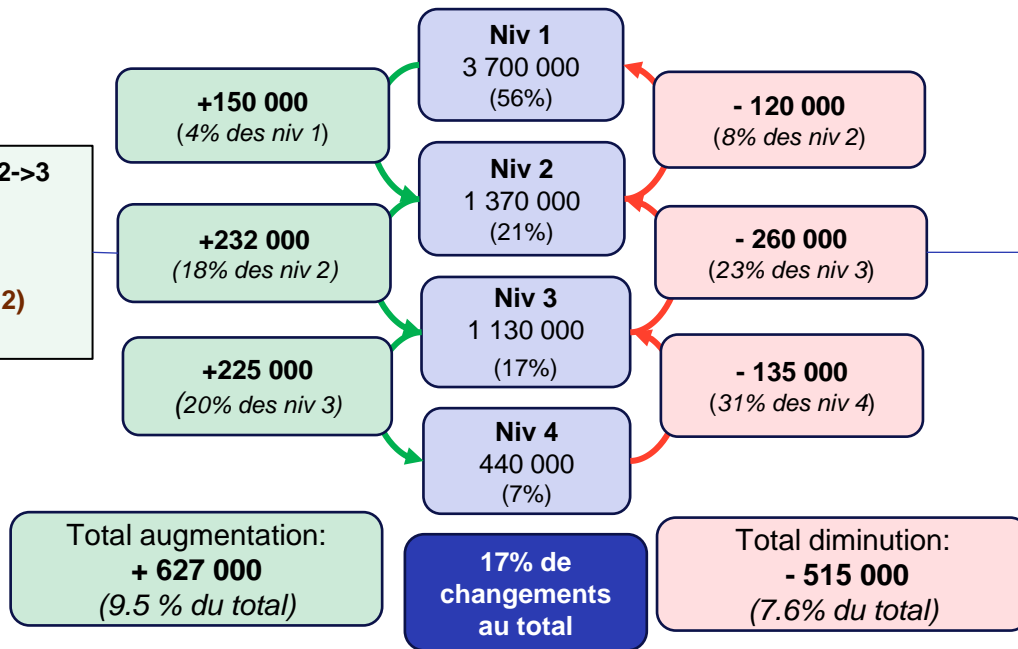 Niv 1
3 700 000
(56%)
+150 000
(4% des niv 1)
- 120 000
(8% des niv 2)
2->3
2)
Niv 2
1 370 000
(21%)
+232 000
(18% des niv 2)
- 260 000
(23% des niv 3)
Niv 3
1 130 000
(17%)
+225 000
(20% des niv 3)
- 135 000
(31% des niv 4)
Niv 4
440 000
(7%)
Total augmentation:
+ 627 000
(9.5 % du total)
17% de
changements
au total
Total diminution:
- 515 000
(7.6% du total)